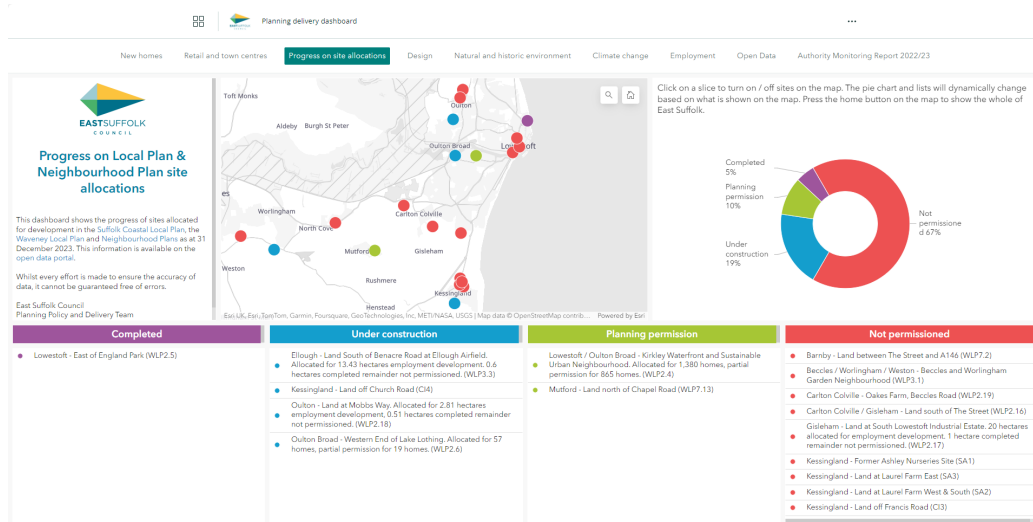 Planning delivery dashboard
...
New homes
Retail and town centres
Progress on site allocations
Design
Natural and historic environment
Climate change
Employment
Open Data
Authority Monitoring Report 2022/23
EASTSUFFOLK
COUNCIL
Progress on Local Plan &
Neighbourhood Plan site
allocations
This dashboard shows the progress of sites allocated
for development in the Suffolk Coastal Local Plan, the
Waveney Local Plan and Neighbourhood Plans as at 31
December 2023. This information is available on the
open data portal.
Whilst every effort is made to ensure the accuracy of
data, it cannot be guaranteed free of errors.
East Suffolk Council
Planning Policy and Delivery Team
Toft Monks
Oulton
Aldeby
Burgh St Peter
Oulton Broad
es
Worlingham
Carlton Colville
North Cove
Mutford
Gisleham
Weston
Rushmere
Kessingland
Henstead
Esri UK, Esri, TomTom, Garmin, Foursquare, GeoTechnologies, Inc, METI/NASA, USGS | Map data © OpenStreetMap contrib...
Powered by Esri
Click on a slice to turn on / off sites on the map. The pie chart and lists will dynamically change
based on what is shown on the map. Press the home button on the map to show the whole of
East Suffolk.
Completed
5%
Planning
permission
10%
Under
construction
19%
Not
permissione
d 67%
Completed
Lowestoft - East of England Park (WLP2.5)
Under construction
Ellough - Land South of Benacre Road at Ellough Airfield.
Allocated for 13.43 hectares employment development. 0.6
hectares completed remainder not permissioned. (WLP3.3)
Kessingland - Land off Church Road (CI4)
Oulton - Land at Mobbs Way. Allocated for 2.81 hectares
employment development, 0.51 hectares completed remainder
not permissioned. (WLP2.18)
Oulton Broad - Western End of Lake Lothing. Allocated for 57
homes, partial permission for 19 homes. (WLP2.6)
Planning permission
Lowestoft / Oulton Broad - Kirkley Waterfront and Sustainable
Urban Neighbourhood. Allocated for 1,380 homes, partial
permission for 865 homes. (WLP2.4)
Mutford - Land north of Chapel Road (WLP7.13)
Not permissioned
Barnby - Land between The Street and A146 (WLP7.2)
Beccles / Worlingham / Weston - Beccles and Worlingham
Garden Neighbourhood (WLP3.1)
Carlton Colville - Oakes Farm, Beccles Road (WLP2.19)
Carlton Colville / Gisleham - Land south of The Street (WLP2.16)
Gisleham - Land at South Lowestoft Industrial Estate. 20 hectares
allocated for employment development. 1 hectare completed
remainder not permissioned. (WLP2.17)
Kessingland - Former Ashley Nurseries Site (SA1)
Kessingland - Land at Laurel Farm East (SA3)
Kessingland - Land at Laurel Farm West & South (SA2)
Kessingland - Land off Francis Road (CI3)